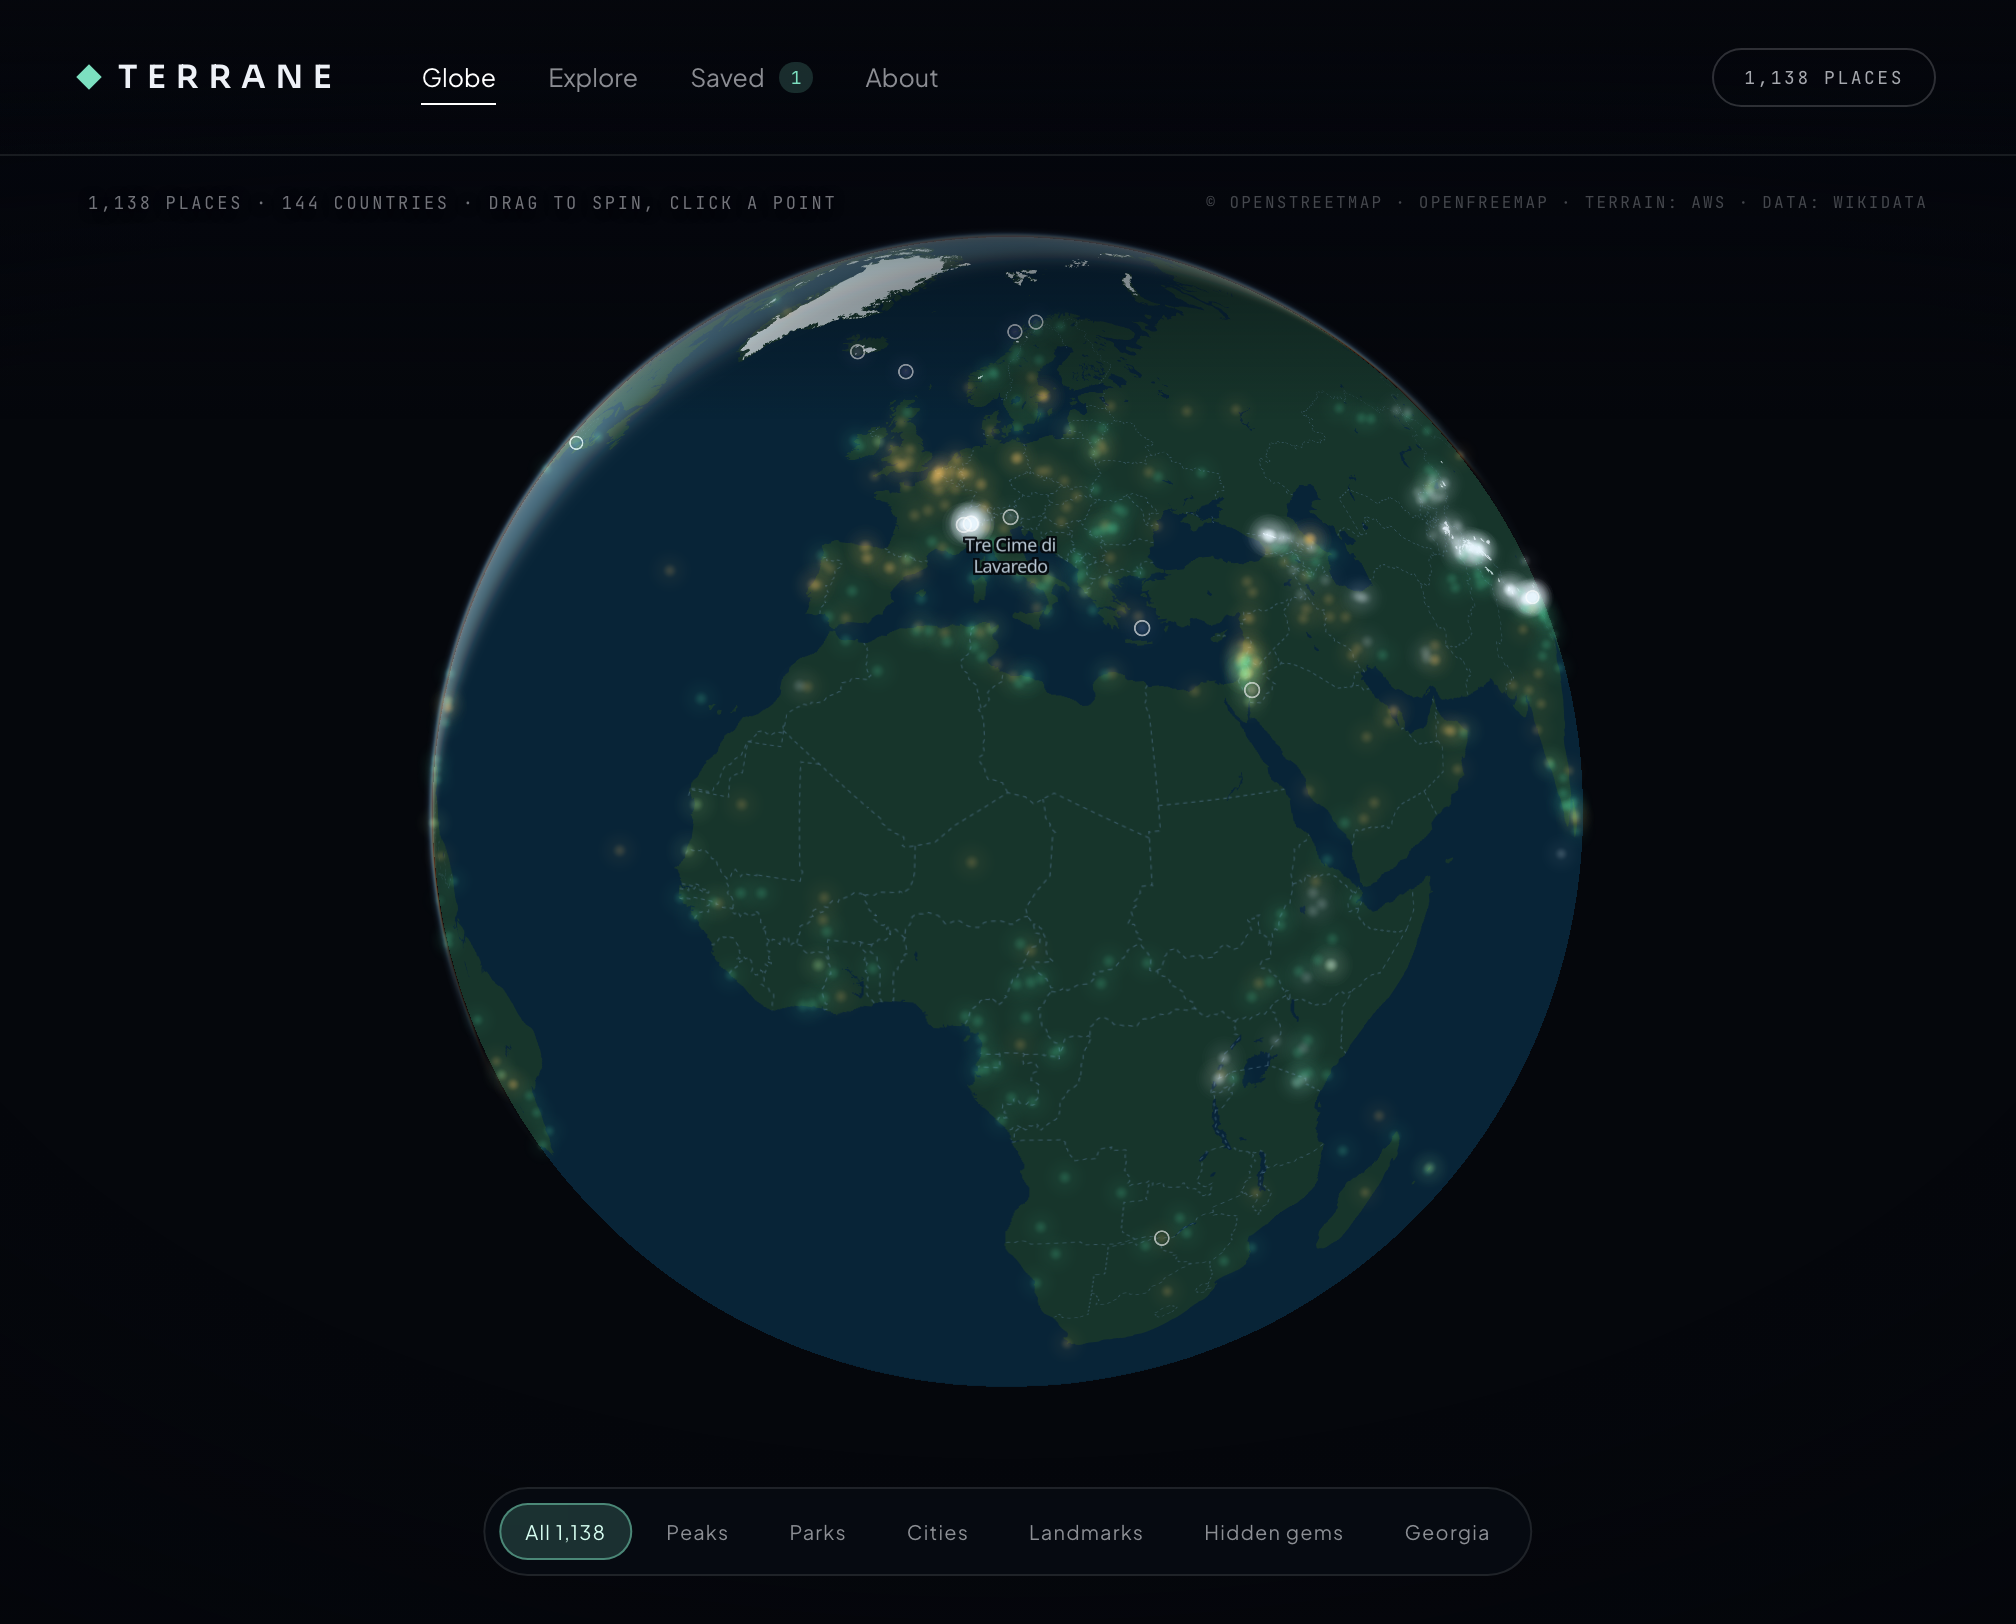 TERRANE
Globe
Explore
Saved 1
About
1,138 PLACES
1,138 PLACES · 144 COUNTRIES · DRAG TO SPIN, CLICK A POINT
© OPENSTREETMAP · OPENFREEMAP · TERRAIN: AWS · DATA: WIKIDATA
Tre Cime di
Lavaredo
All 1,138
Peaks
Parks
Cities
Landmarks
Hidden gems
Georgia